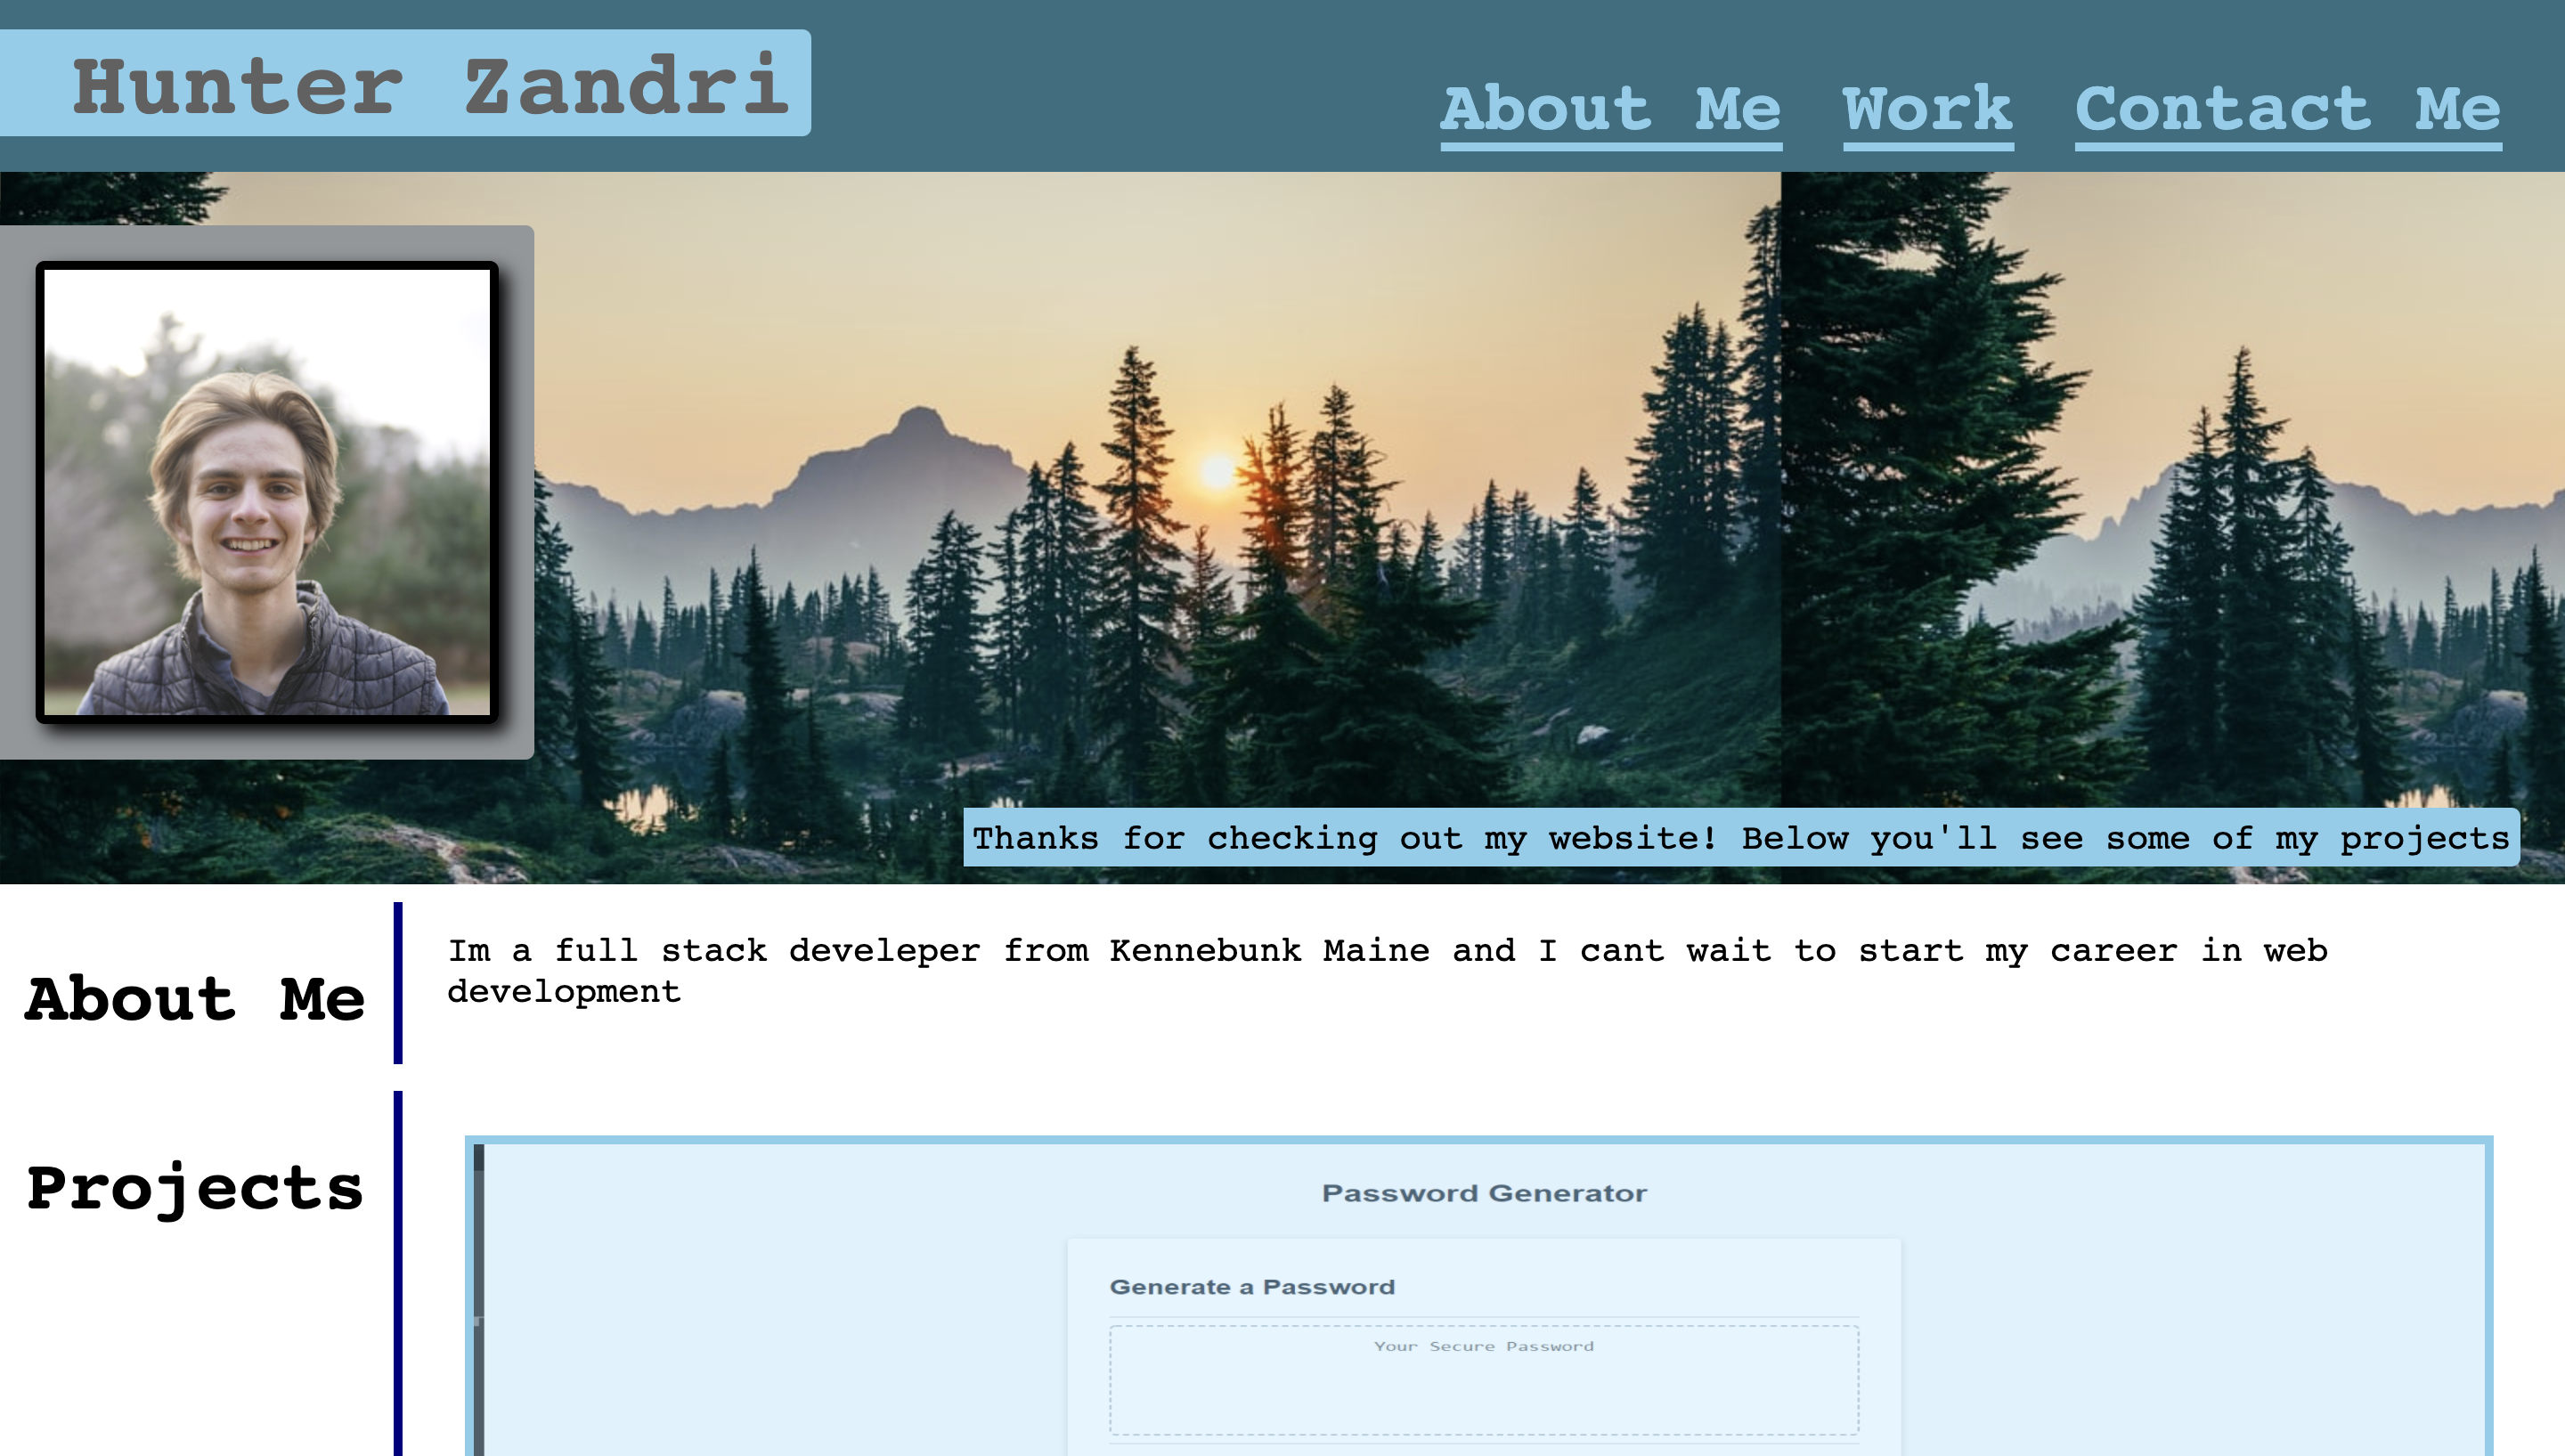 Hunter Zandri
About Me Work Contact Me
Thanks for checking out my website! Below you'll see some of my projects
About Me
Im a full stack develeper from Kennebunk Maine and I cant wait to start my career in web
development
Projects
Password Generator
Generate a Password
Your Secure Password